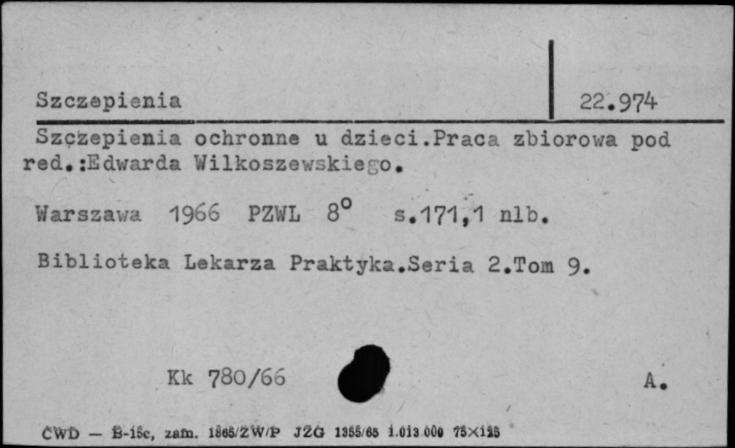 Szczepienia 22.974
Szczepienia ochronne u dzieci.Praca zbiorowa pod
red.:Edwarda Wilkoszewskiego.
Warszawa 1966 PZWL 8° s.171,1 nlb.
Biblioteka Lekarza Praktyka.Seria 2.Tom 9.
Kk 780/66 A.
ĆWD — B-15c, zam. 1865/ZW/P JZG 1355/65 1.013.000 75×125